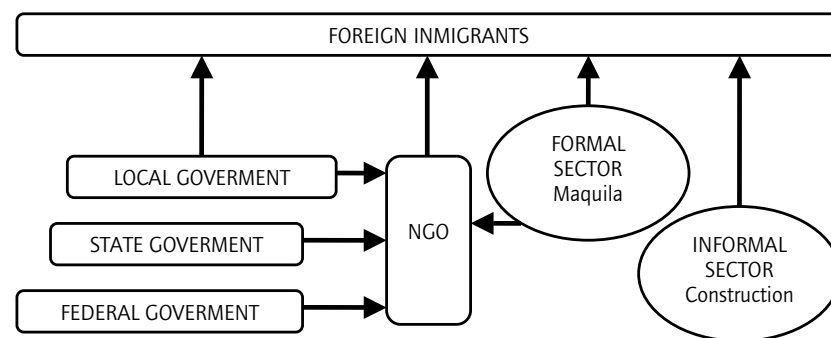 FOREIGN INMIGRANTS
LOCAL GOVERMENT
STATE GOVERMENT
FEDERAL GOVERMENT
NGO
FORMAL
SECTOR
Maquila
INFORMAL
SECTOR
Construction